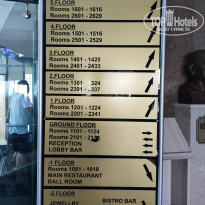 TopHotels
5.FLOOR
Rooms 1601 - 1616
Rooms 2601 - 2629
4.FLOOR
Rooms 1501 - 1516
Rooms 2501 - 2529
3.FLOOR
Rooms 1401 - 1420
Rooms 2401 - 2433
2.FLOOR
Rooms 1301 - 1324
Rooms 2301 - 2337
1.FLOOR
Rooms 1201 - 1224
Rooms 2201 - 2241
GROUND FLOOR
Rooms 1101 - 1124
Rooms 2101 -
RECEPTION
LOBBY BAR
-1 FLOOR
Rooms 1001 - 1018
MAIN RESTAURANT
BALL ROOM
-2 FLOOR
BISTRO BAR
JEWELLRY